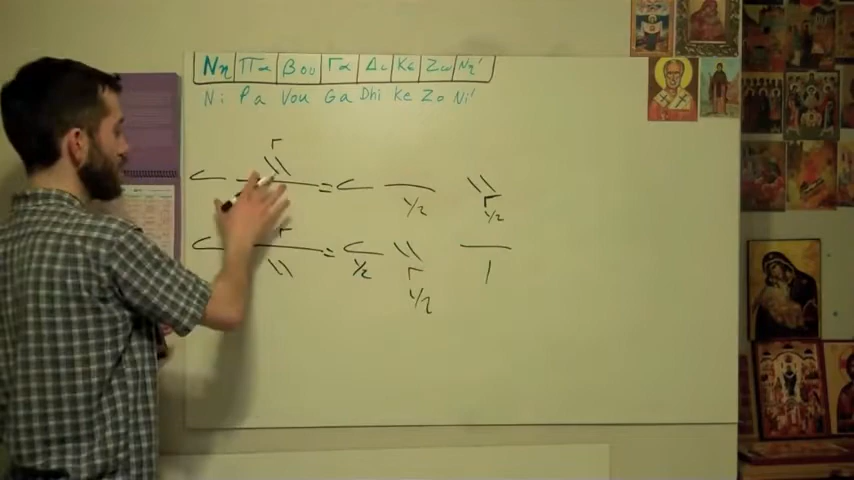 Νη Πα Βου Γα Δι Κε Ζω Νη'
Ni Pa Vou Ga Dhi Ke Zo Ni'
Γ
= 1/2 Γ 1/2
Γ
= 1/2 Γ 1/2 1